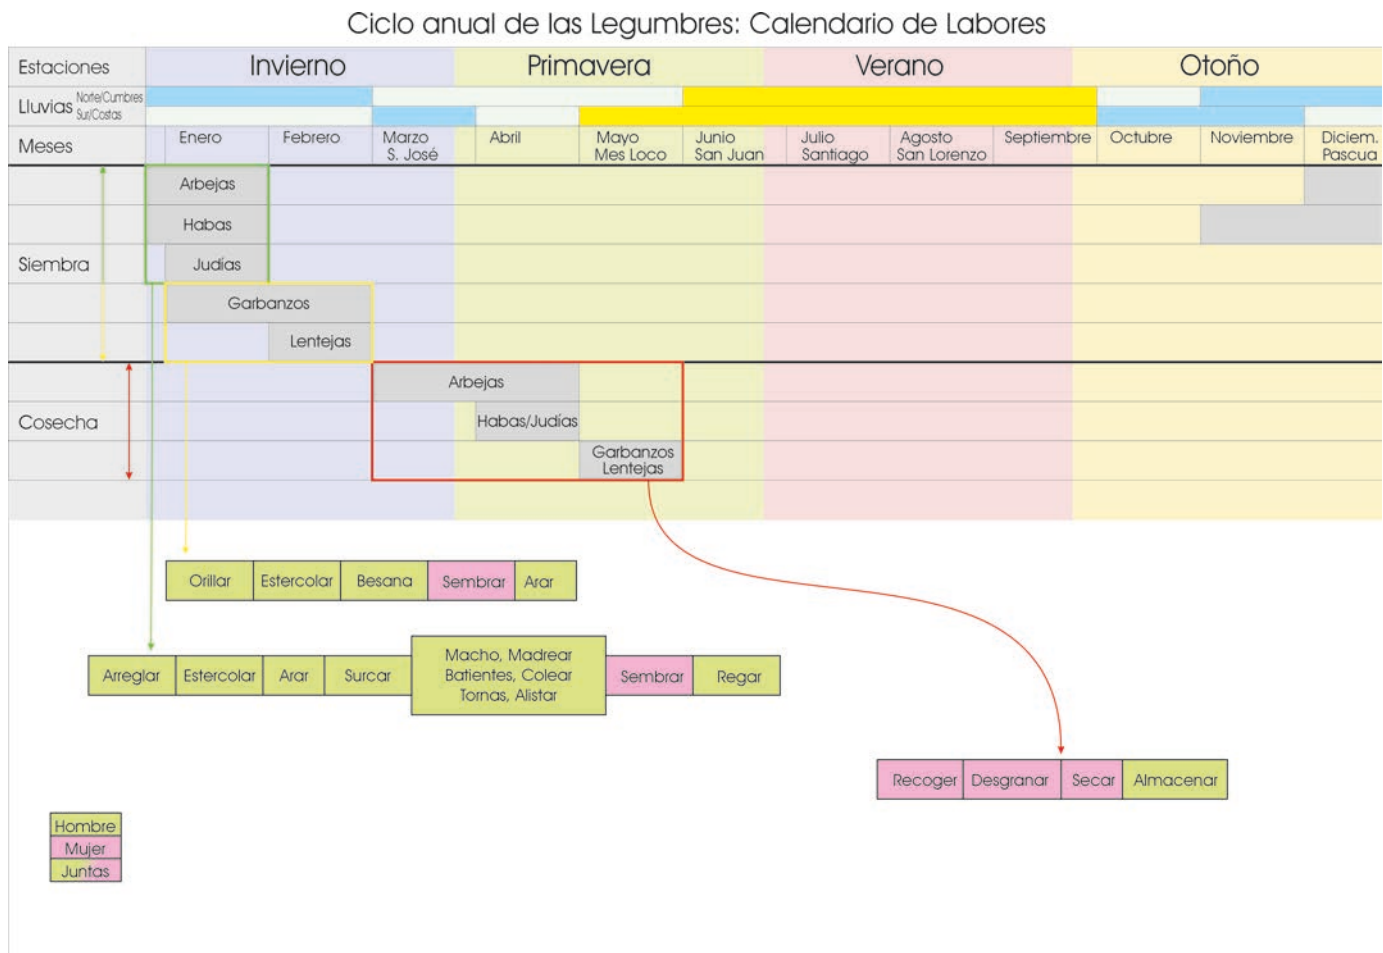 Ciclo anual de las Legumbres: Calendario de Labores
Estaciones Invierno Primavera Verano Otoño
Lluvias Norte/Cumbres
Sur/Costas
Meses
Enero
Febrero
Marzo
S. José
Abril
Mayo
Mes Loco
Junio
San Juan
Julio
Santiago
Agosto
San Lorenzo
Septiembre
Octubre
Noviembre
Diciem.
Pascua
Siembra
Arbejas
Habas
Judías
Garbanzos
Lentejas
Cosecha
Arbejas
Habas/Judías
Garbanzos
Lentejas
Orillar Estercolar Besana Sembrar Arar
Arreglar Estercolar Arar Surcar
Macho, Madrear
Batientes, Colear
Tornas, Alistar
Sembrar Regar
Recoger Desgranar Secar Almacenar
Hombre
Mujer
Juntas